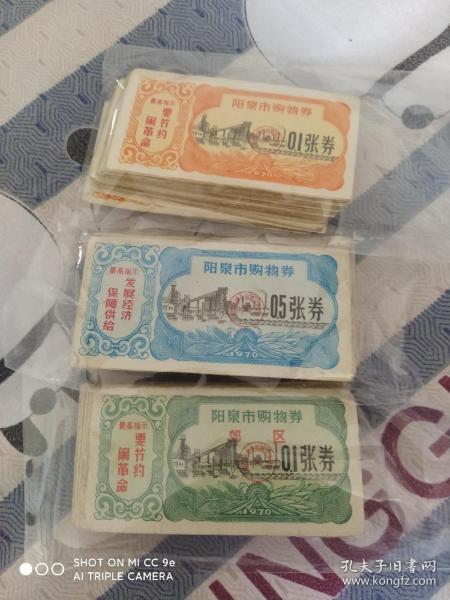 阳泉市购物券
最高指示
要节约
闹革命
0.1张券
1970
阳泉市购物券
最高指示
发展经济
保障供给
0.5张券
1970
阳泉市购物券
郊 区
最高指示
要节约
闹革命
0.1张券
1970
NGG
SHOT ON MI CC 9e
AI TRIPLE CAMERA
孔夫子旧书网
www.kongfz.com